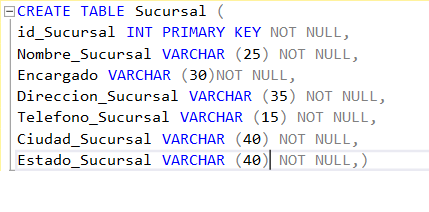 CREATE TABLE Sucursal (
id_Sucursal INT PRIMARY KEY NOT NULL,
Nombre_Sucursal VARCHAR (25) NOT NULL,
Encargado VARCHAR (30)NOT NULL,
Direccion_Sucursal VARCHAR (35) NOT NULL,
Telefono_Sucursal VARCHAR (15) NOT NULL,
Ciudad_Sucursal VARCHAR (40) NOT NULL,
Estado_Sucursal VARCHAR (40) NOT NULL,)